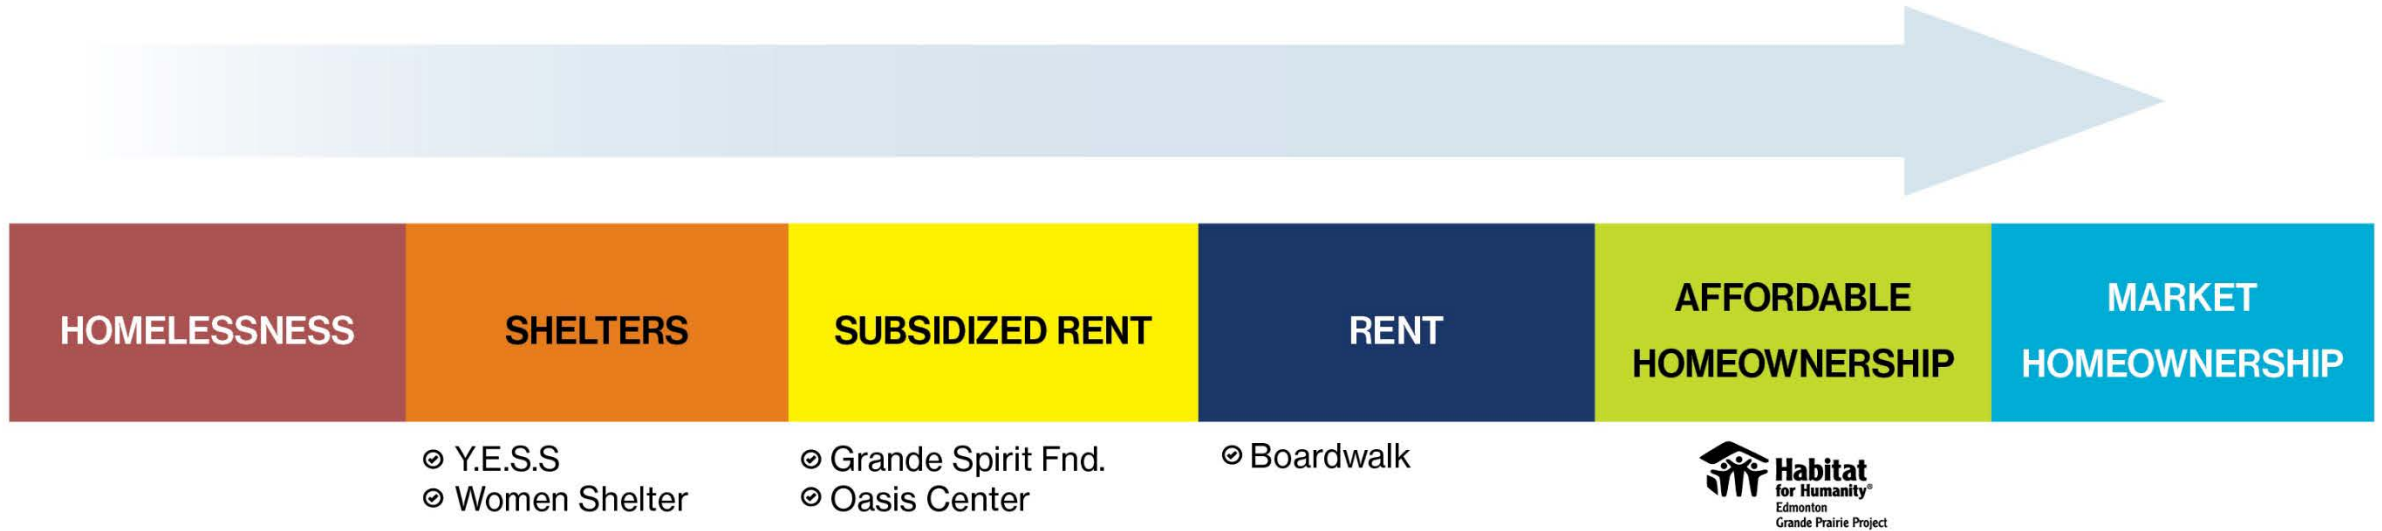 HOMELESSNESS
SHELTERS
SUBSIDIZED RENT
RENT
AFFORDABLE
HOMEOWNERSHIP
MARKET
HOMEOWNERSHIP
Y.E.S.S
Women Shelter
Grande Spirit Fnd.
Oasis Center
Boardwalk
Habitat
for Humanity®
Edmonton
Grande Prairie Project